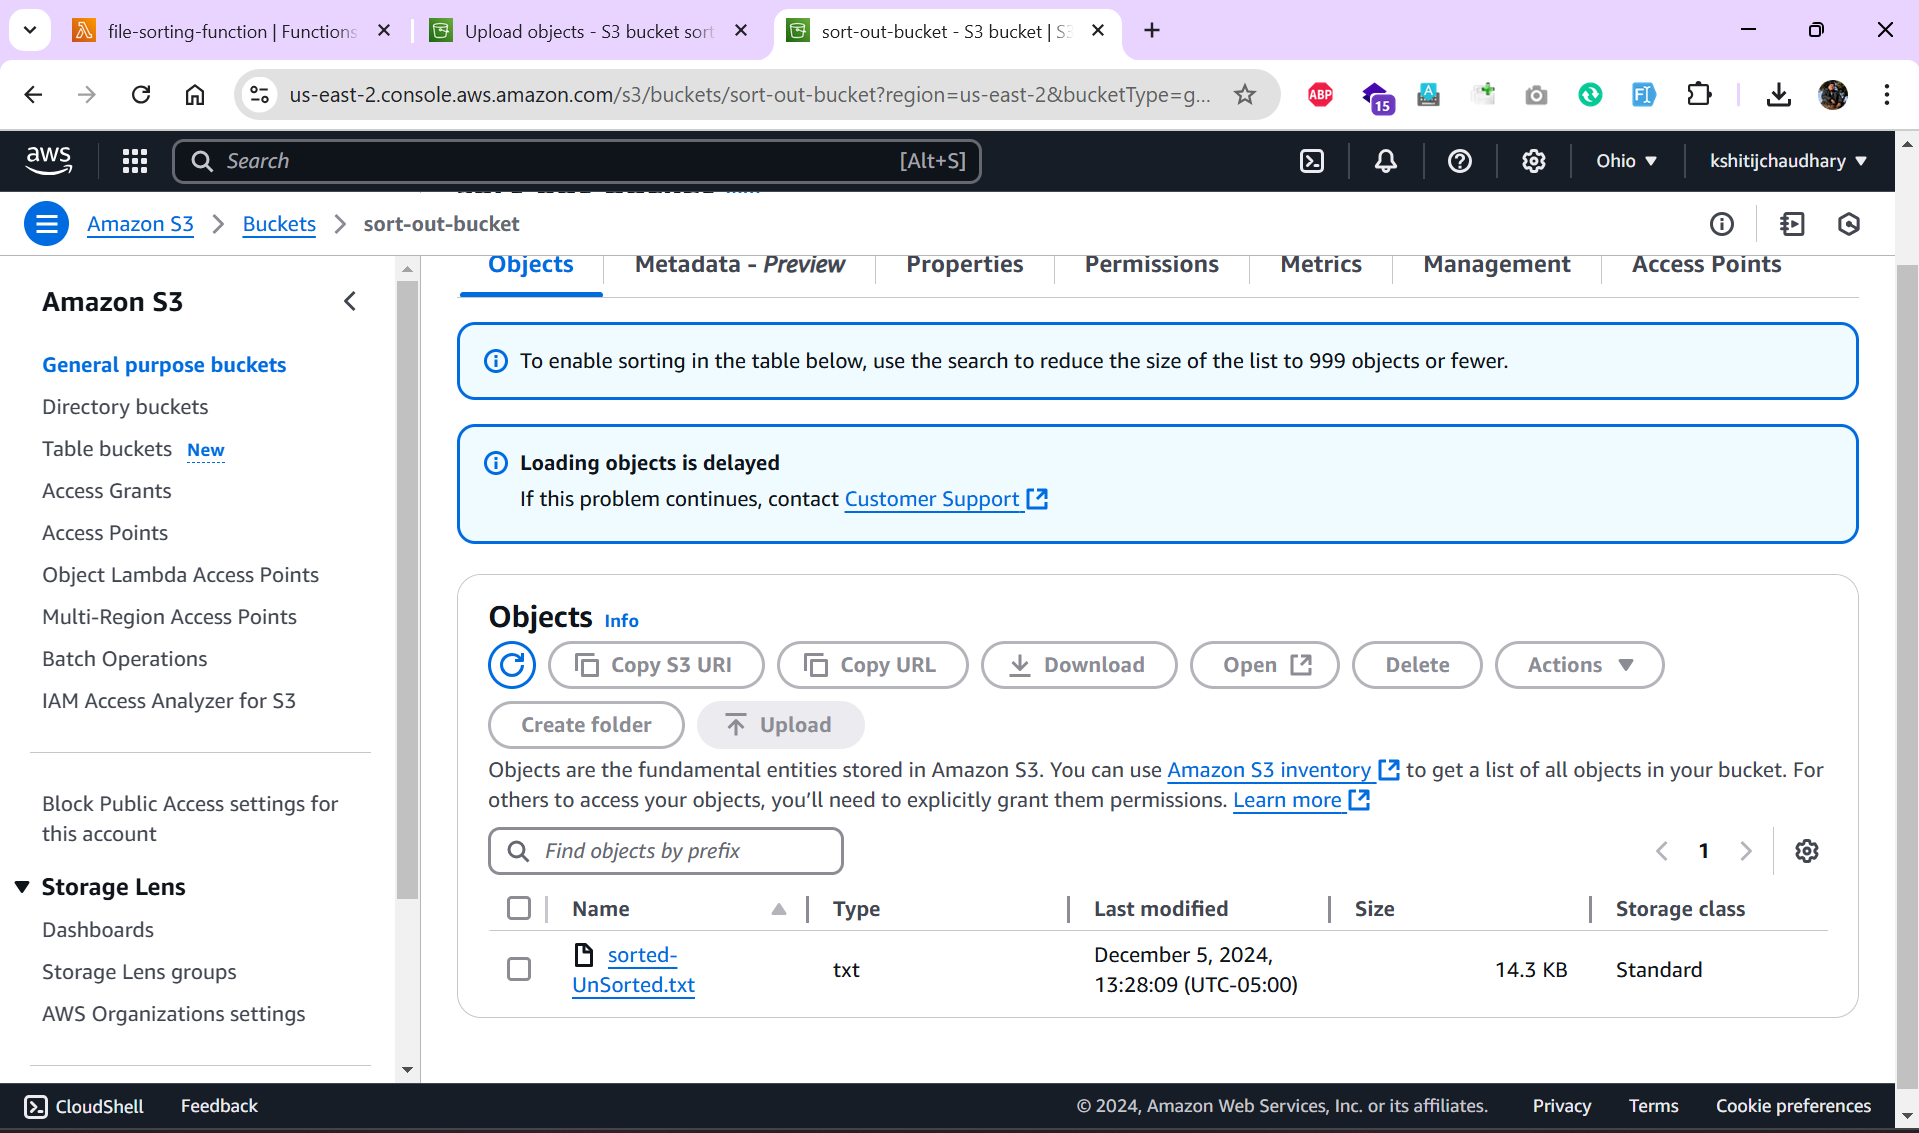 file-sorting-function | Functions
Upload objects - S3 bucket sort
sort-out-bucket - S3 bucket | S3
us-east-2.console.aws.amazon.com/s3/buckets/sort-out-bucket?region=us-east-2&bucketType=g...
ABP
15
A
aws
Search
[Alt+S]
Ohio
kshitijchaudhary
Amazon S3
Buckets
sort-out-bucket
Amazon S3
General purpose buckets
Directory buckets
Table buckets New
Access Grants
Access Points
Object Lambda Access Points
Multi-Region Access Points
Batch Operations
IAM Access Analyzer for S3
Block Public Access settings for
this account
Storage Lens
Dashboards
Storage Lens groups
AWS Organizations settings
Objects
Metadata - Preview
Properties
Permissions
Metrics
Management
Access Points
To enable sorting in the table below, use the search to reduce the size of the list to 999 objects or fewer.
Loading objects is delayed
If this problem continues, contact Customer Support
Objects Info
Copy S3 URI
Copy URL
Download
Open
Delete
Actions
Create folder
Upload
Objects are the fundamental entities stored in Amazon S3. You can use Amazon S3 inventory to get a list of all objects in your bucket. For
others to access your objects, you’ll need to explicitly grant them permissions. Learn more
Find objects by prefix
1
Name
Type
Last modified
Size
Storage class
sorted-
UnSorted.txt
txt
December 5, 2024,
13:28:09 (UTC-05:00)
14.3 KB
Standard
CloudShell
Feedback
© 2024, Amazon Web Services, Inc. or its affiliates.
Privacy
Terms
Cookie preferences